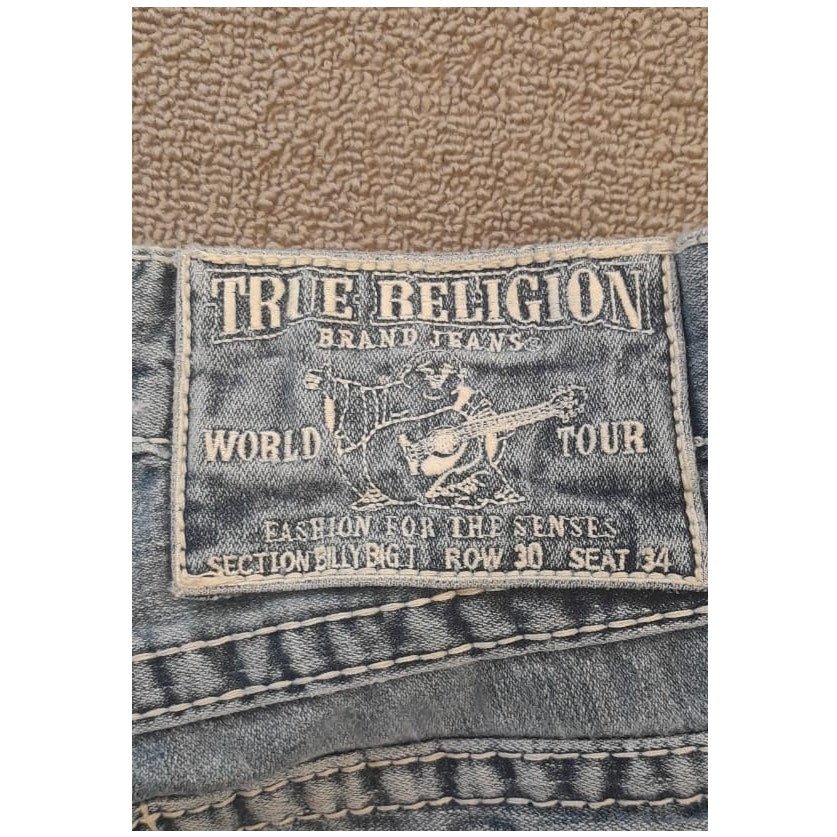 TRUE RELIGION
BRAND JEANS®
WORLD TOUR
FASHION FOR THE SENSES
SECTION BILLY BIG T ROW 30 SEAT 34